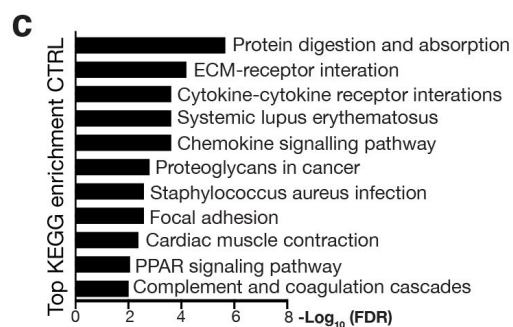 c
Top KEGG enrichment CTRL
Protein digestion and absorption
ECM-receptor interation
Cytokine-cytokine receptor interations
Systemic lupus erythematosus
Chemokine signalling pathway
Proteoglycans in cancer
Staphylococcus aureus infection
Focal adhesion
Cardiac muscle contraction
PPAR signaling pathway
Complement and coagulation cascades
0 2 4 6 8 -Log₁₀ (FDR)